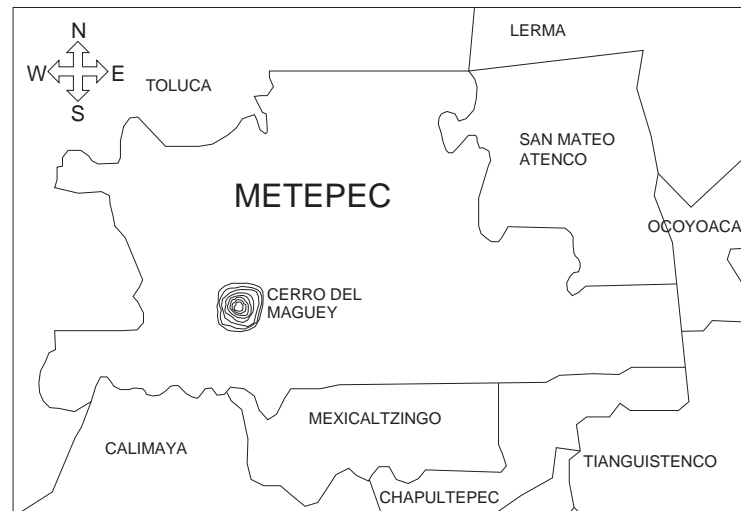 N
W E
S
LERMA
TOLUCA
SAN MATEO
ATENCO
METEPEC
OCOYOACA
CERRO DEL
MAGUEY
MEXICALTZINGO
CALIMAYA
TIANGUISTENCO
CHAPULTEPEC